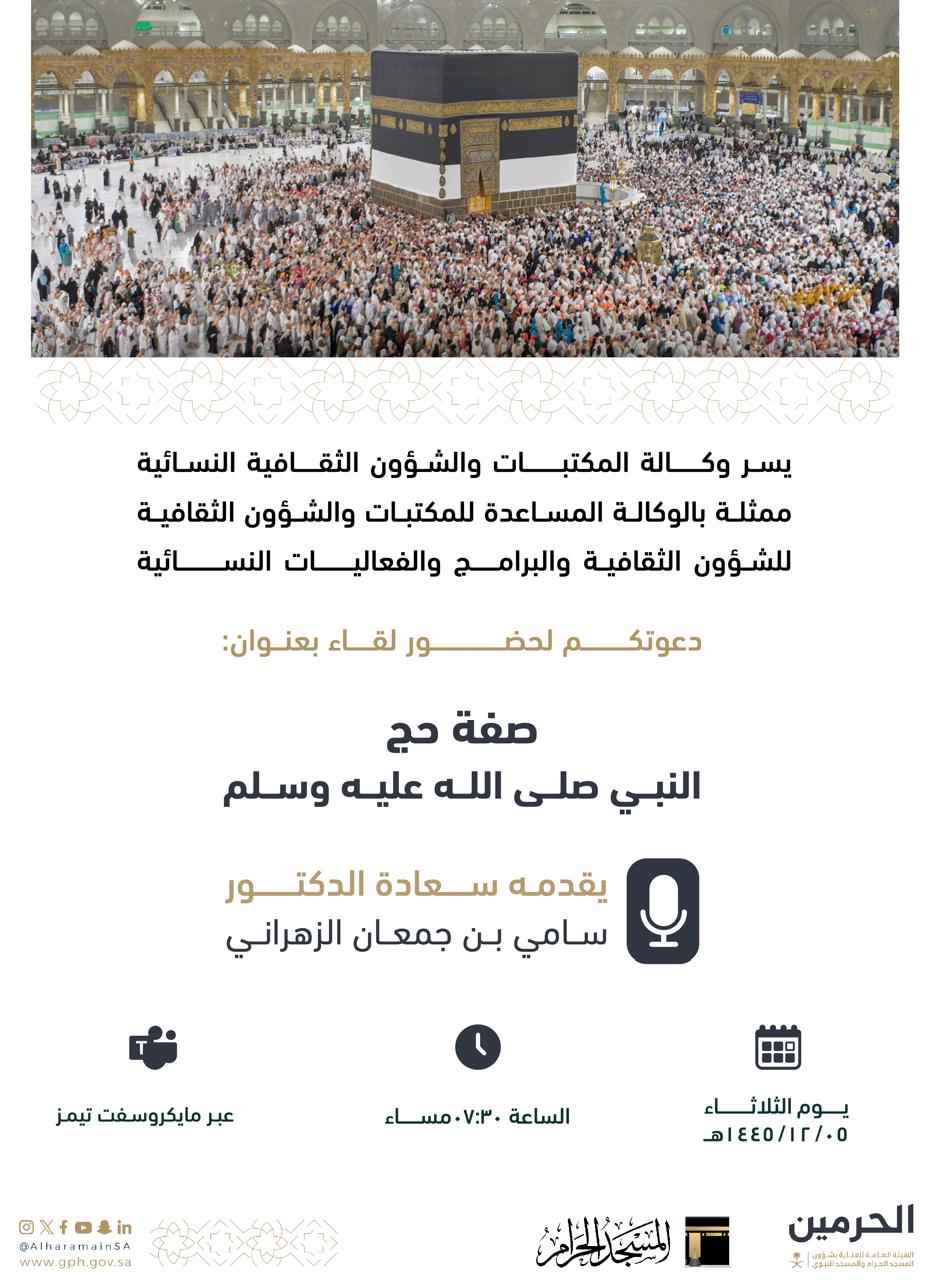 يسر وكالة المكتبات والشؤون الثقافية النسائية
ممثلة بالوكالة المساعدة للمكتبات والشؤون الثقافية
للشؤون الثقافية والبرامج والفعاليات النسائية
دعوتكم لحضور لقاء بعنوان:
صفة حج
النبي صلى الله عليه وسلم
يقدمه سعادة الدكتور
سامي بن جمعان الزهراني
يوم الثلاثاء
١٤٤٥/١٢/٠٥هـ
الساعة ٠٧:٣٠مساء
عبر مايكروسفت تيمز
T
الحرمين
الهيئة العامة للعناية بشؤون
المسجد الحرام والمسجد النبوي
المسجد الحرام
@AlharamainSA
www.gph.gov.sa